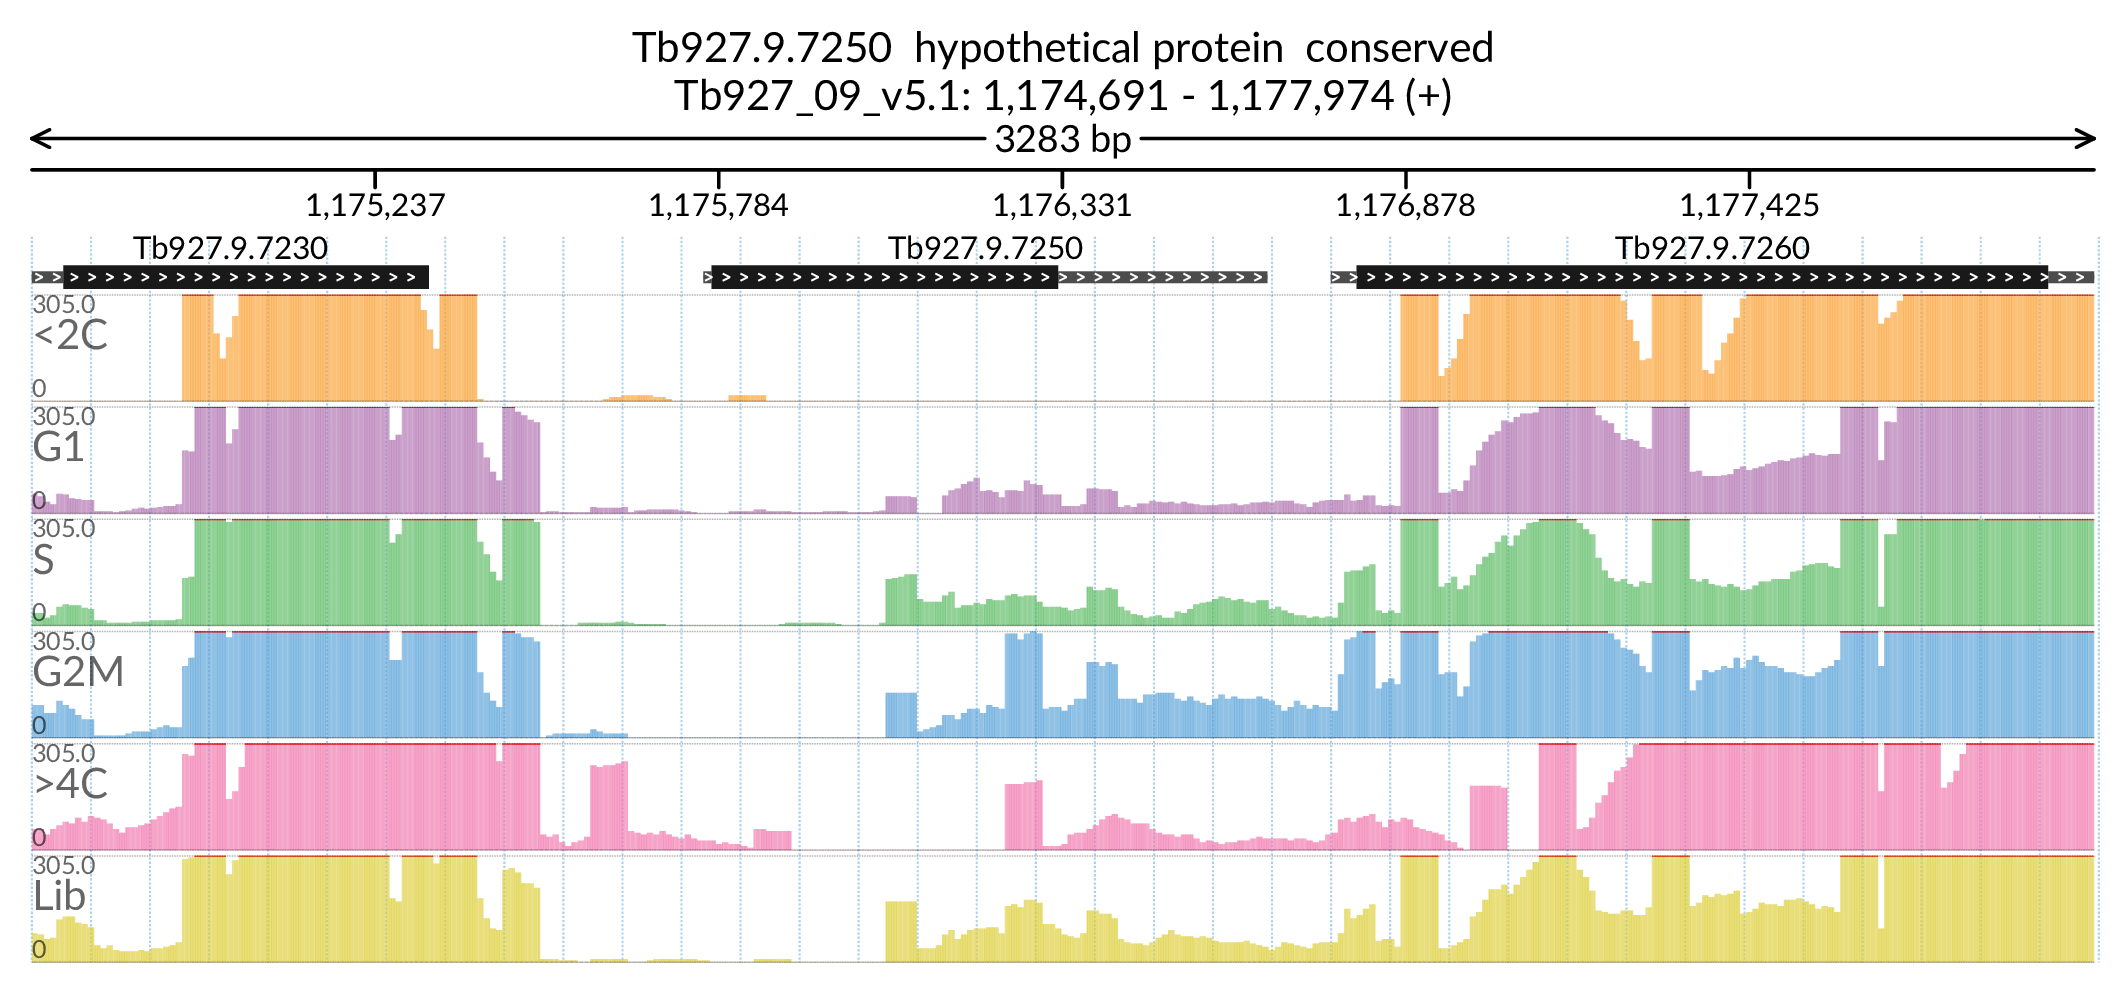 Tb927.9.7250 hypothetical protein conserved
Tb927_09_v5.1: 1,174,691 - 1,177,974 (+)
3283 bp
1,175,237 1,175,784 1,176,331 1,176,878 1,177,425
Tb927.9.7230 Tb927.9.7250 Tb927.9.7260
305.0
<2C
0
305.0
G1
0
305.0
S
0
305.0
G2M
0
305.0
>4C
0
305.0
Lib
0